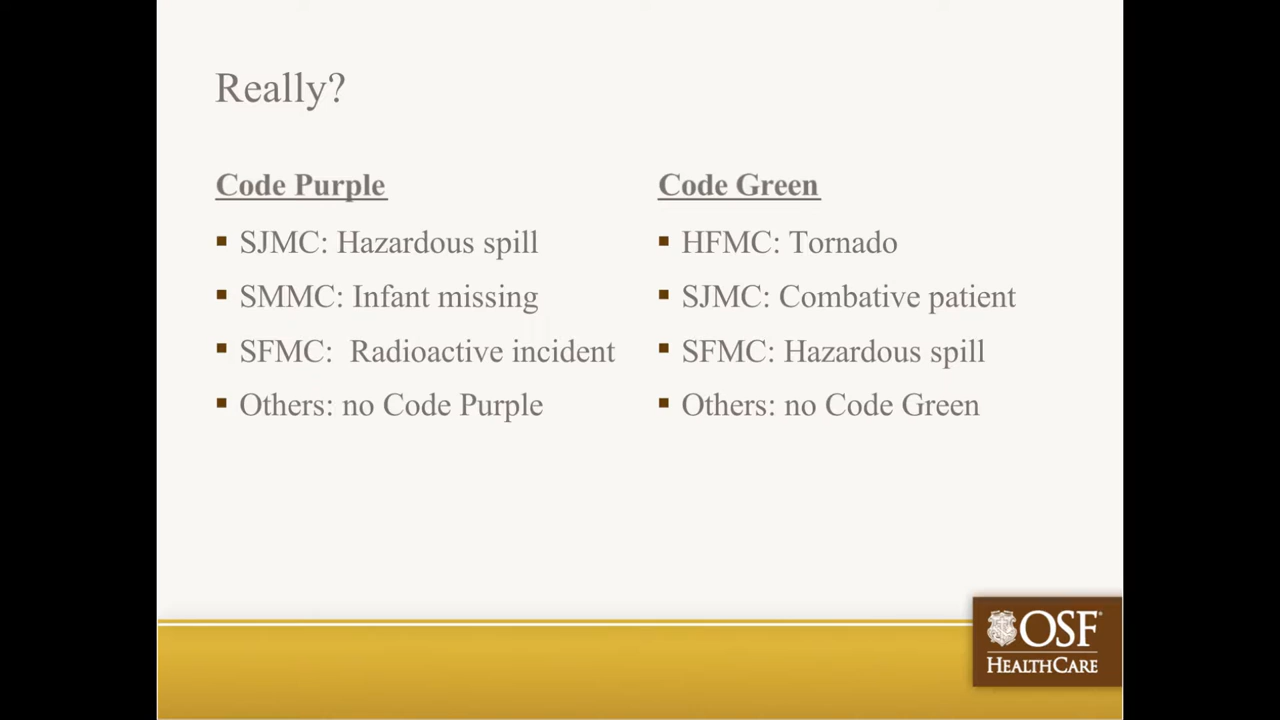 Really?
Code Purple
▪ SJMC: Hazardous spill
▪ SMMC: Infant missing
▪ SFMC:  Radioactive incident
▪ Others: no Code Purple
Code Green
▪ HFMC: Tornado
▪ SJMC: Combative patient
▪ SFMC: Hazardous spill
▪ Others: no Code Green
OSF
HEALTHCARE